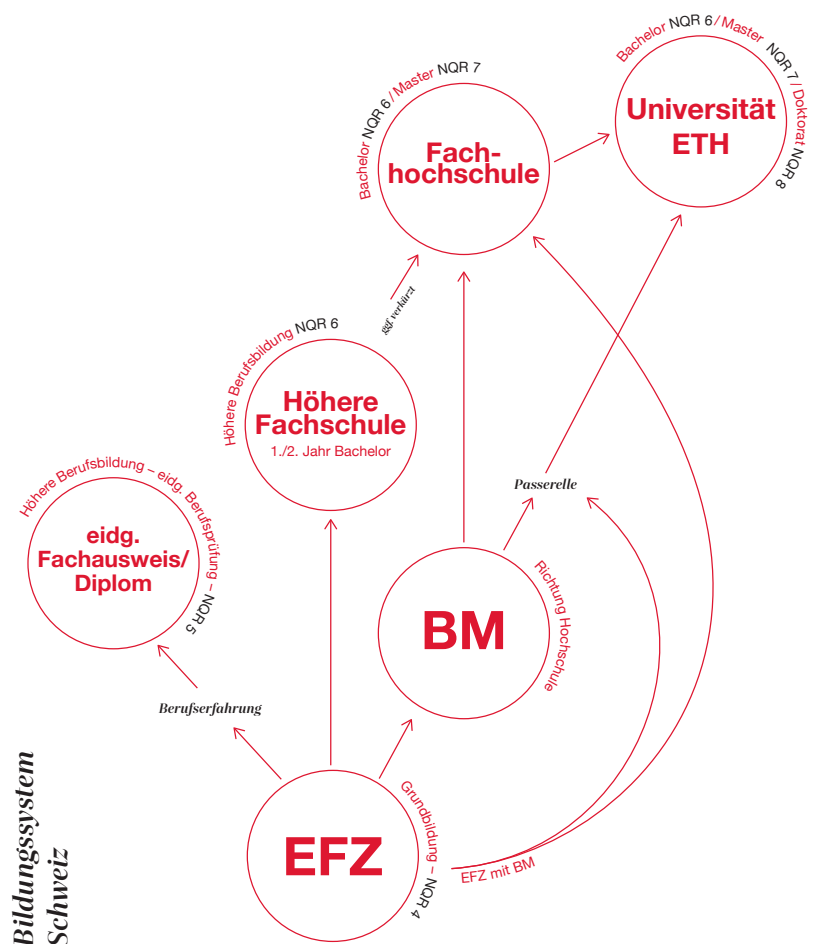 Bachelor NQR 6 / Master NQR 7 / Doktorat NQR 8
Universität
ETH
Bachelor NQR 6 / Master NQR 7
Fach-
hochschule
ggf. verkürzt
Höhere Berufsbildung NQR 6
Höhere
Fachschule
1./2. Jahr Bachelor
Höhere Berufsbildung – eidg. Berufsprüfung – NQR 5
eidg.
Fachausweis/
Diplom
Passerelle
BM
Richtung Hochschule
Berufserfahrung
EFZ
Grundbildung – NQR 4
EFZ mit BM
Bildungssystem
Schweiz